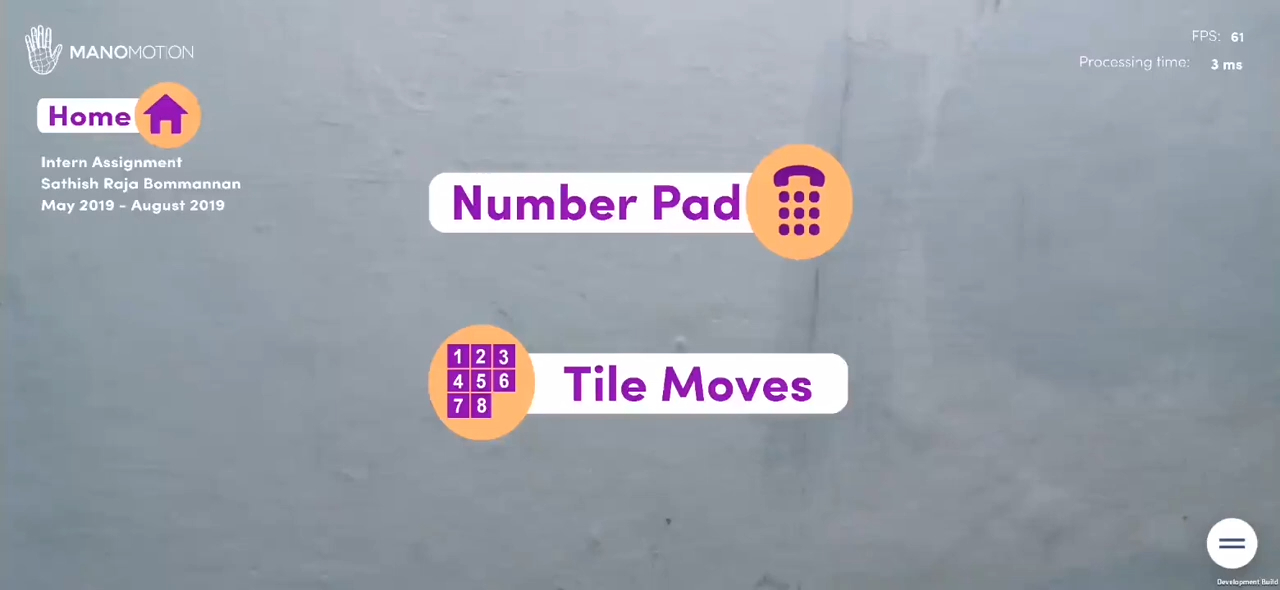 MANOMOTION
FPS: 61
Processing time: 3 ms
Home
Intern Assignment
Sathish Raja Bommannan
May 2019 - August 2019
Number Pad
1 2 3
4 5 6
7 8
Tile Moves
Development Build